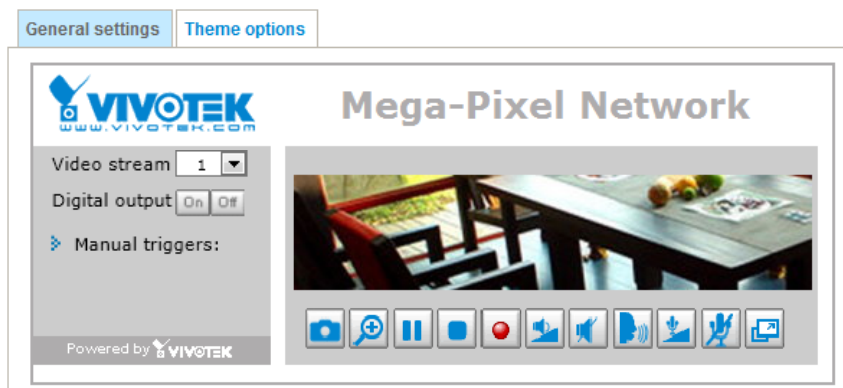 General settings
Theme options
VIVOTEK
www.vivotek.com
Mega-Pixel Network
Video stream 1
Digital output On Off
Manual triggers:
Powered by VIVOTEK